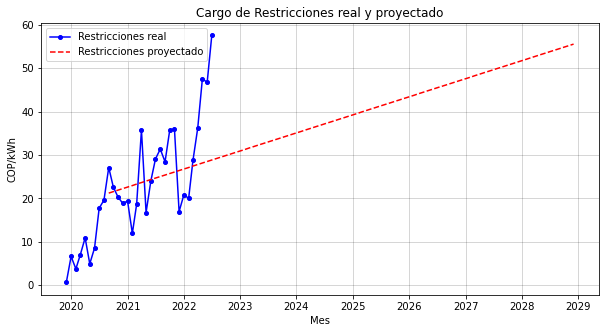 Cargo de Restricciones real y proyectado
Restricciones real
Restricciones proyectado
COP/kWh
60
50
40
30
20
10
0
2020 2021 2022 2023 2024 2025 2026 2027 2028 2029
Mes